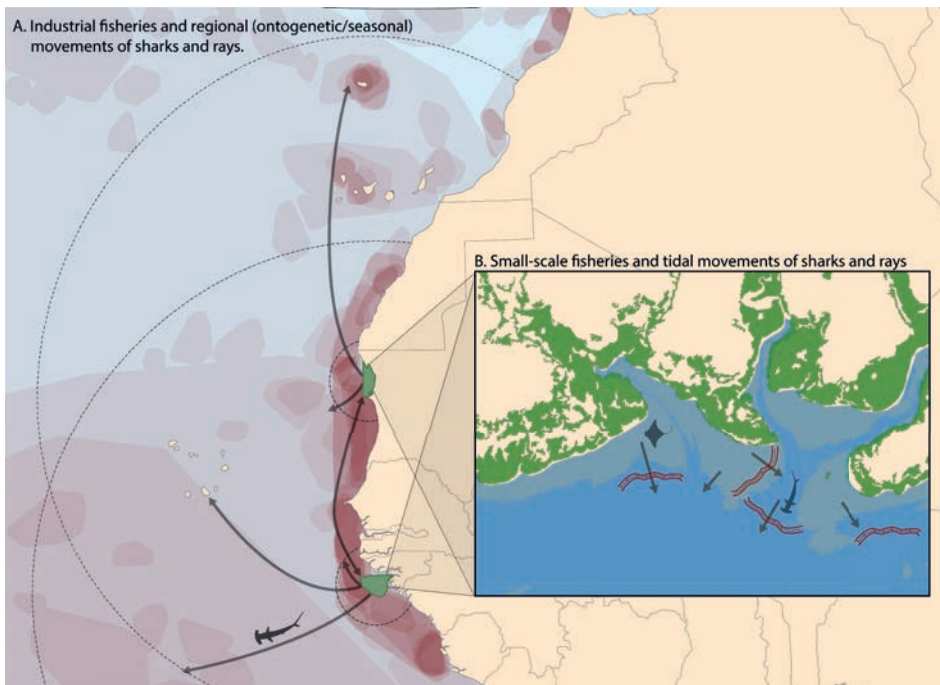 A. Industrial fisheries and regional (ontogenetic/seasonal)
movements of sharks and rays.
B. Small-scale fisheries and tidal movements of sharks and rays